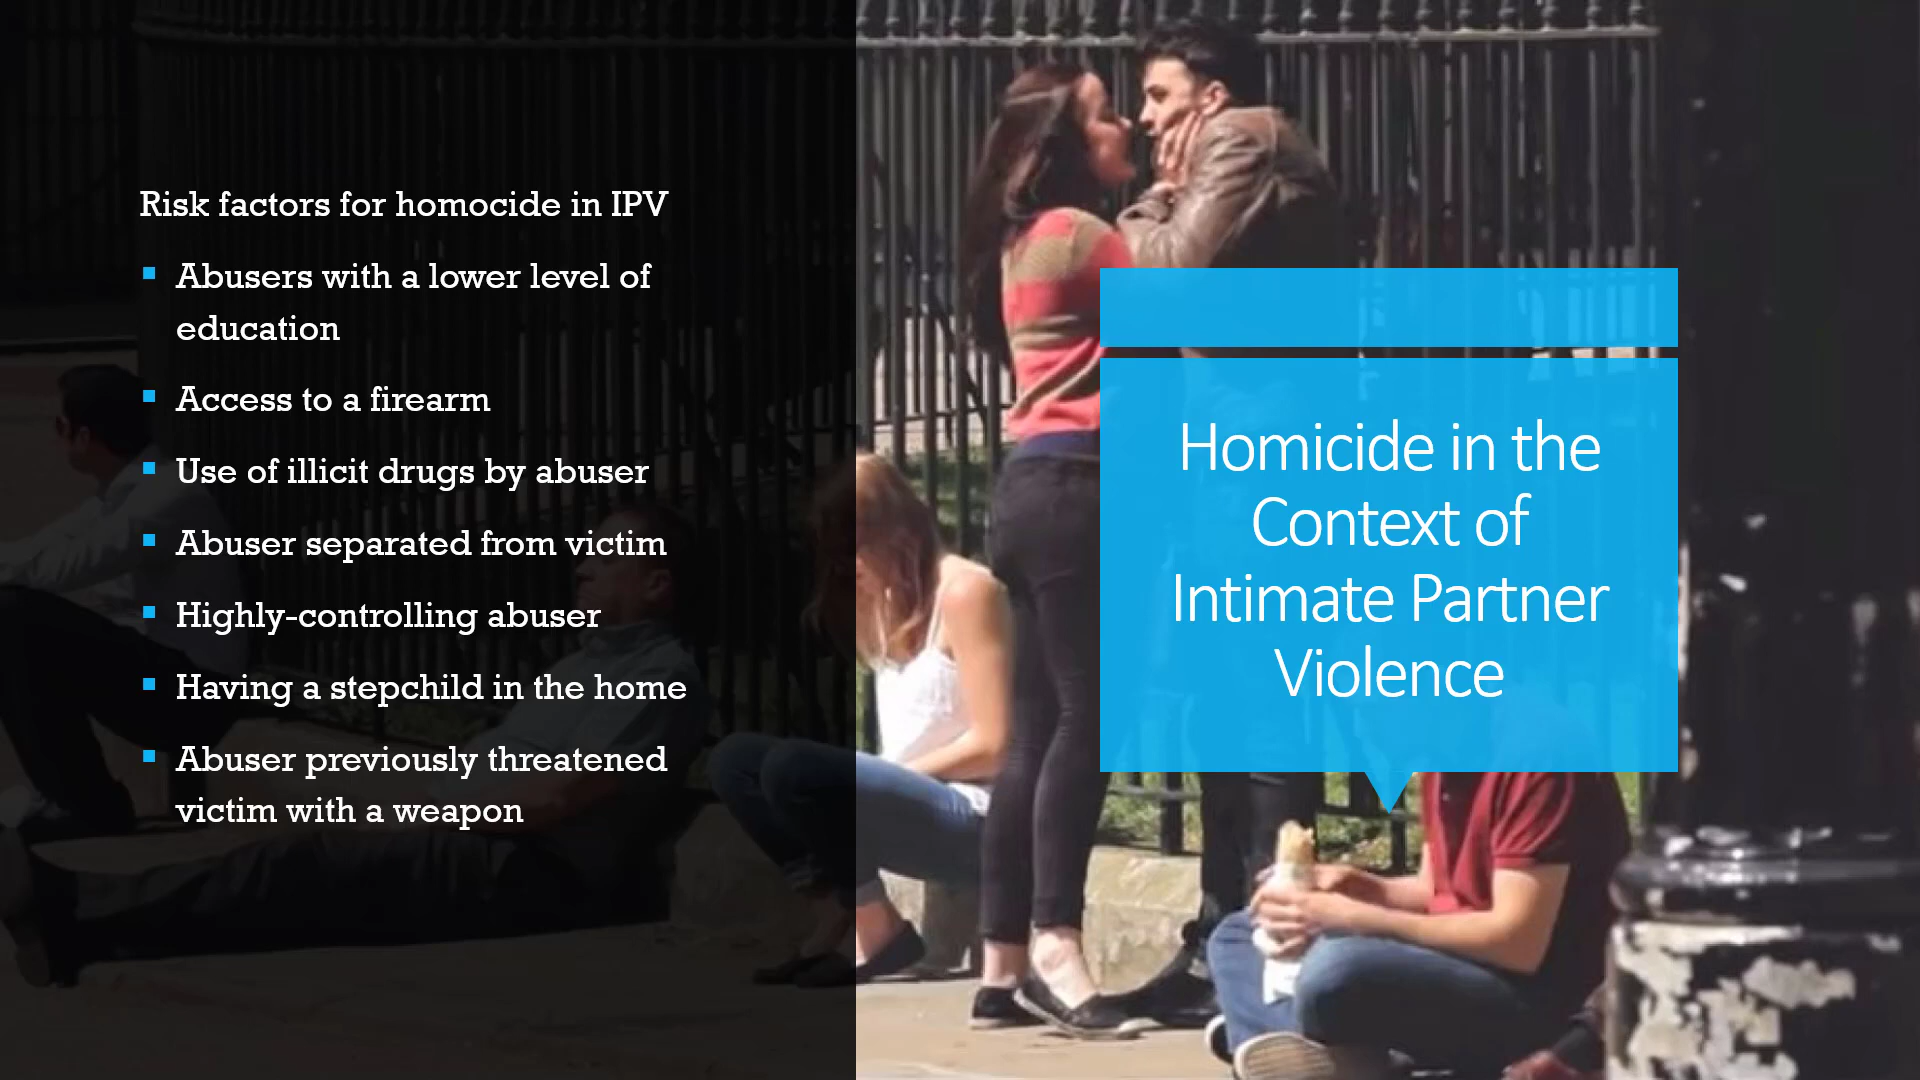 Risk factors for homocide in IPV
Abusers with a lower level of
education
Access to a firearm
Use of illicit drugs by abuser
Abuser separated from victim
Highly-controlling abuser
Having a stepchild in the home
Abuser previously threatened
victim with a weapon
Homicide in the
Context of
Intimate Partner
Violence